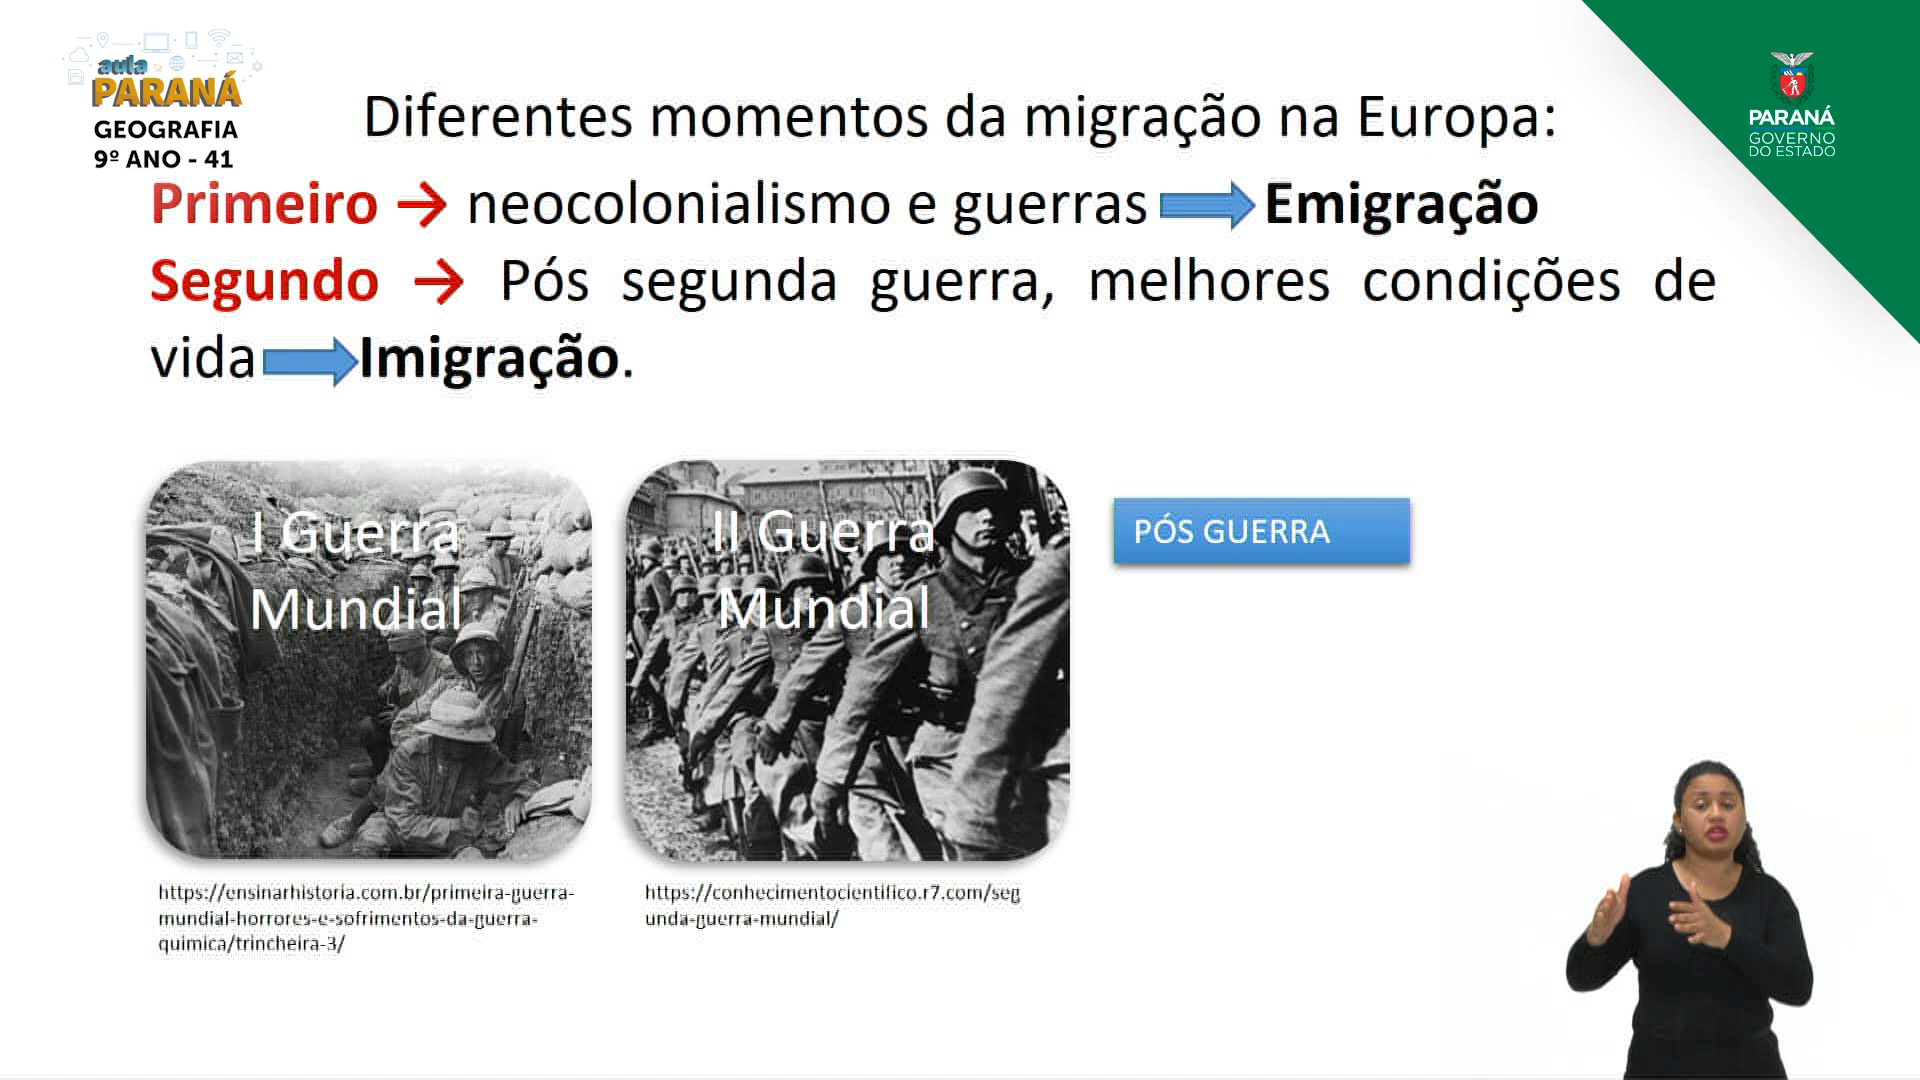 aula
PARANÁ
GEOGRAFIA
9º ANO - 41
PARANÁ
GOVERNO
DO ESTADO
Diferentes momentos da migração na Europa:
Primeiro → neocolonialismo e guerras Emigração
Segundo → Pós segunda guerra, melhores condições de
vida Imigração.
I Guerra
Mundial
II Guerra
Mundial
PÓS GUERRA
https://ensinarhistoria.com.br/primeira-guerra-
mundial-horrores-e-sofrimentos-da-guerra-
quimica/trincheira-3/
https://conhecimentocientifico.r7.com/seg
unda-guerra-mundial/